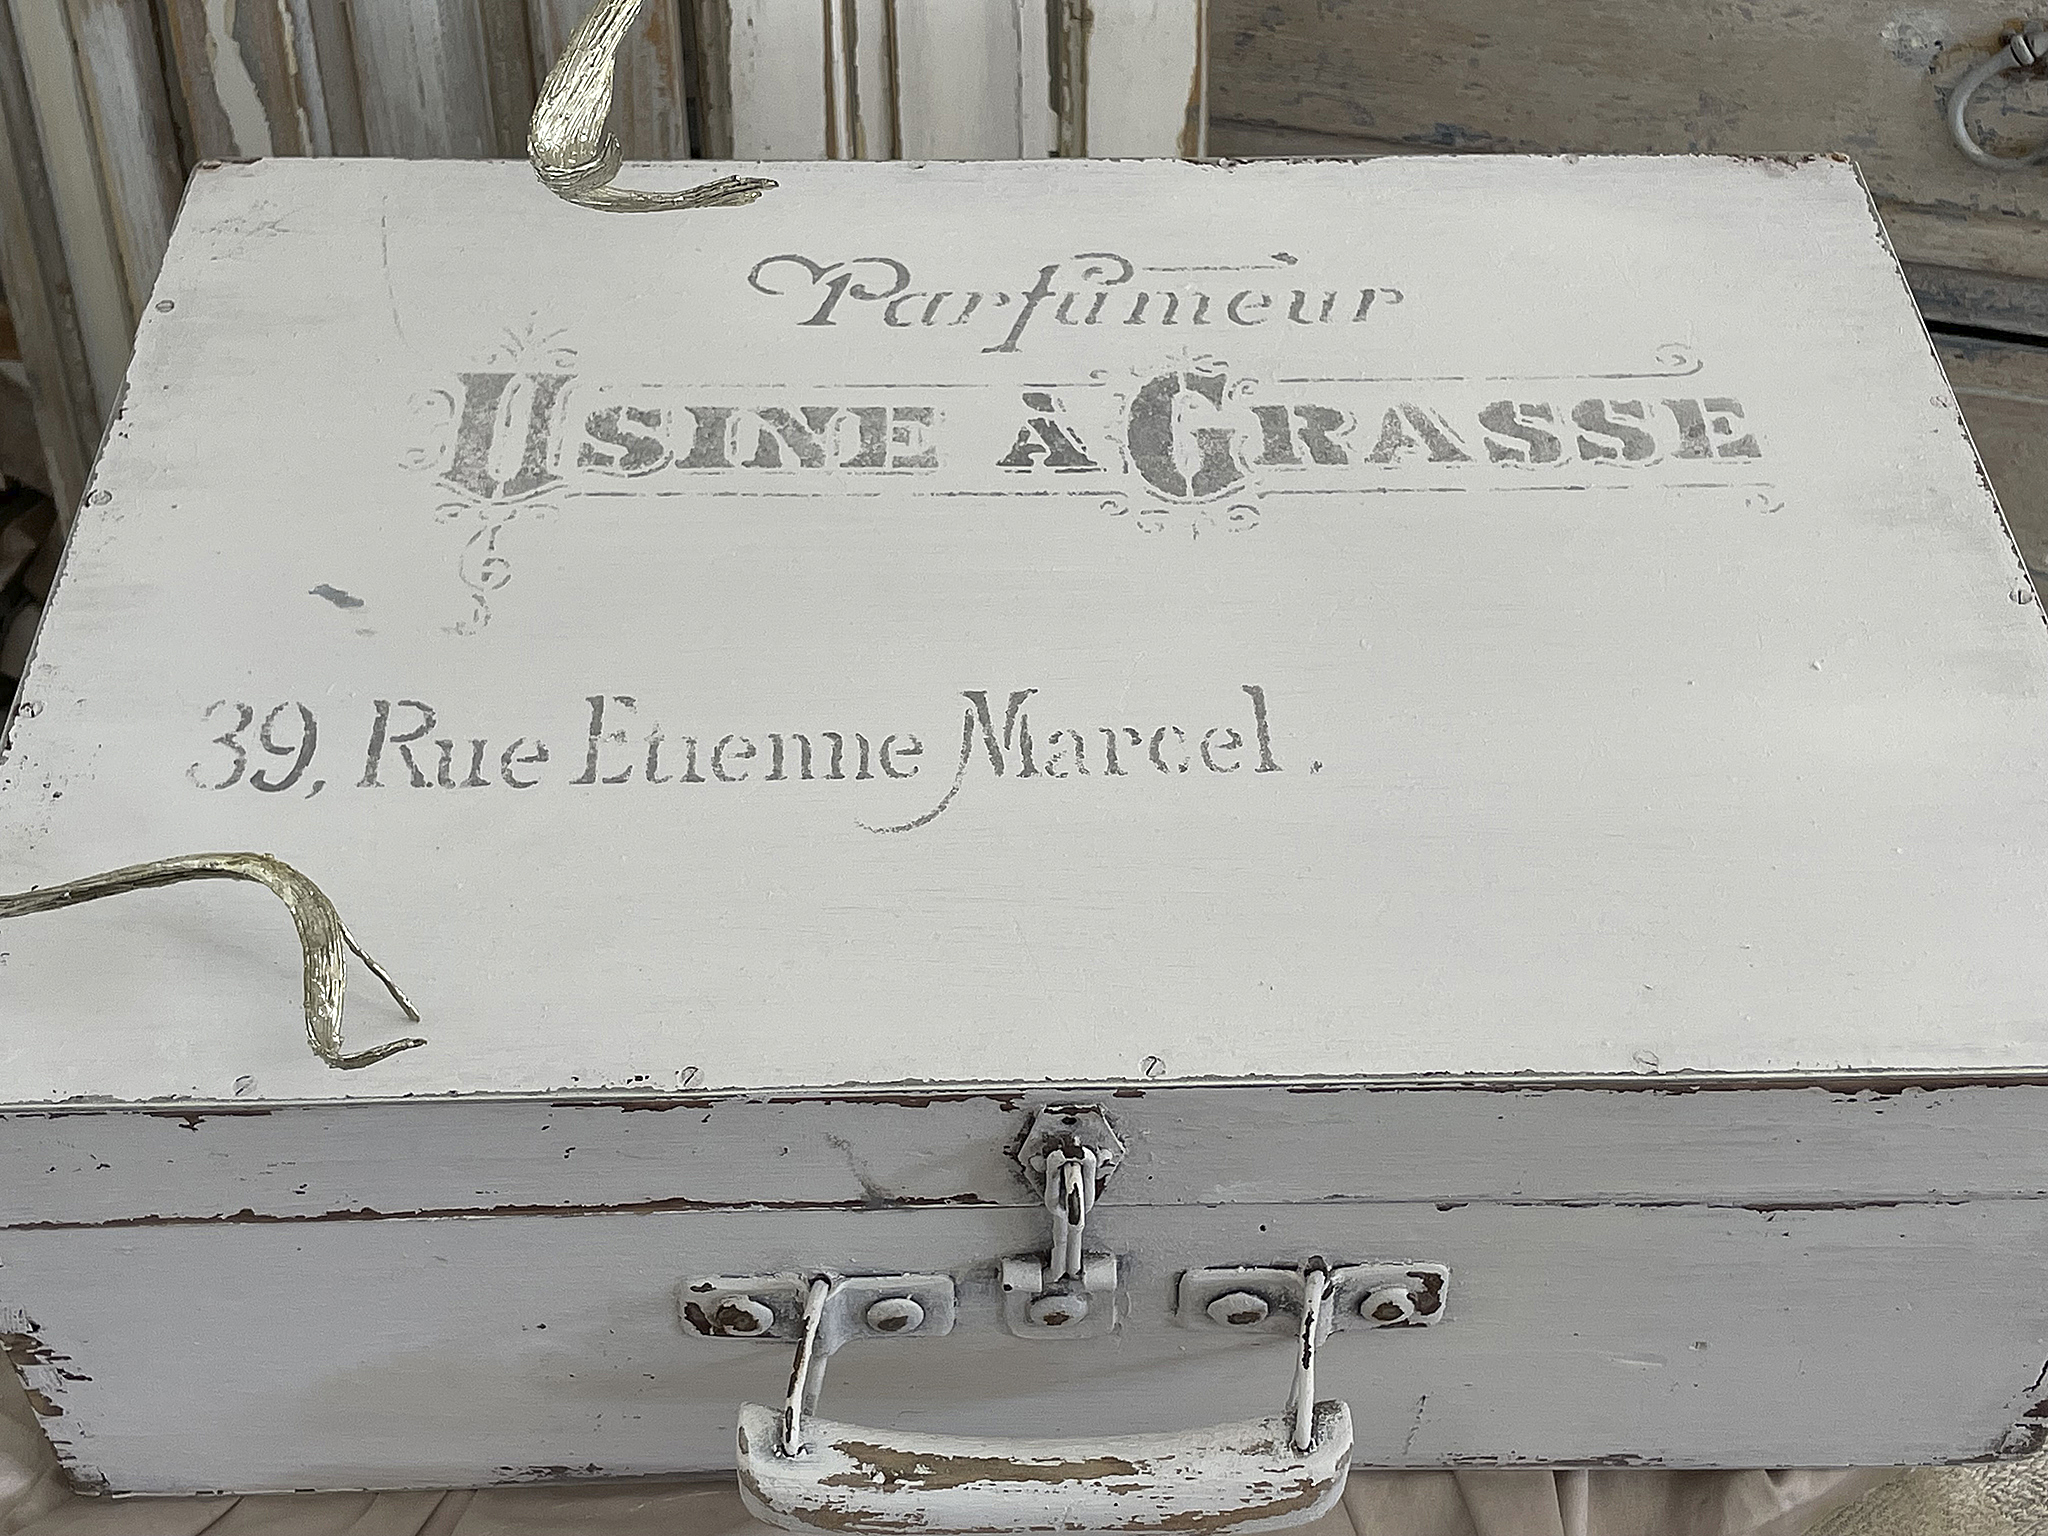 Parfumeur
USINE À GRASSE
39, Rue Etienne Marcel.